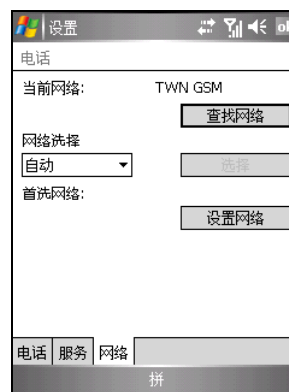 设置
电话
当前网络: TWN GSM
查找网络
网络选择
自动 选择
首选网络:
设置网络
电话 服务 网络
拼